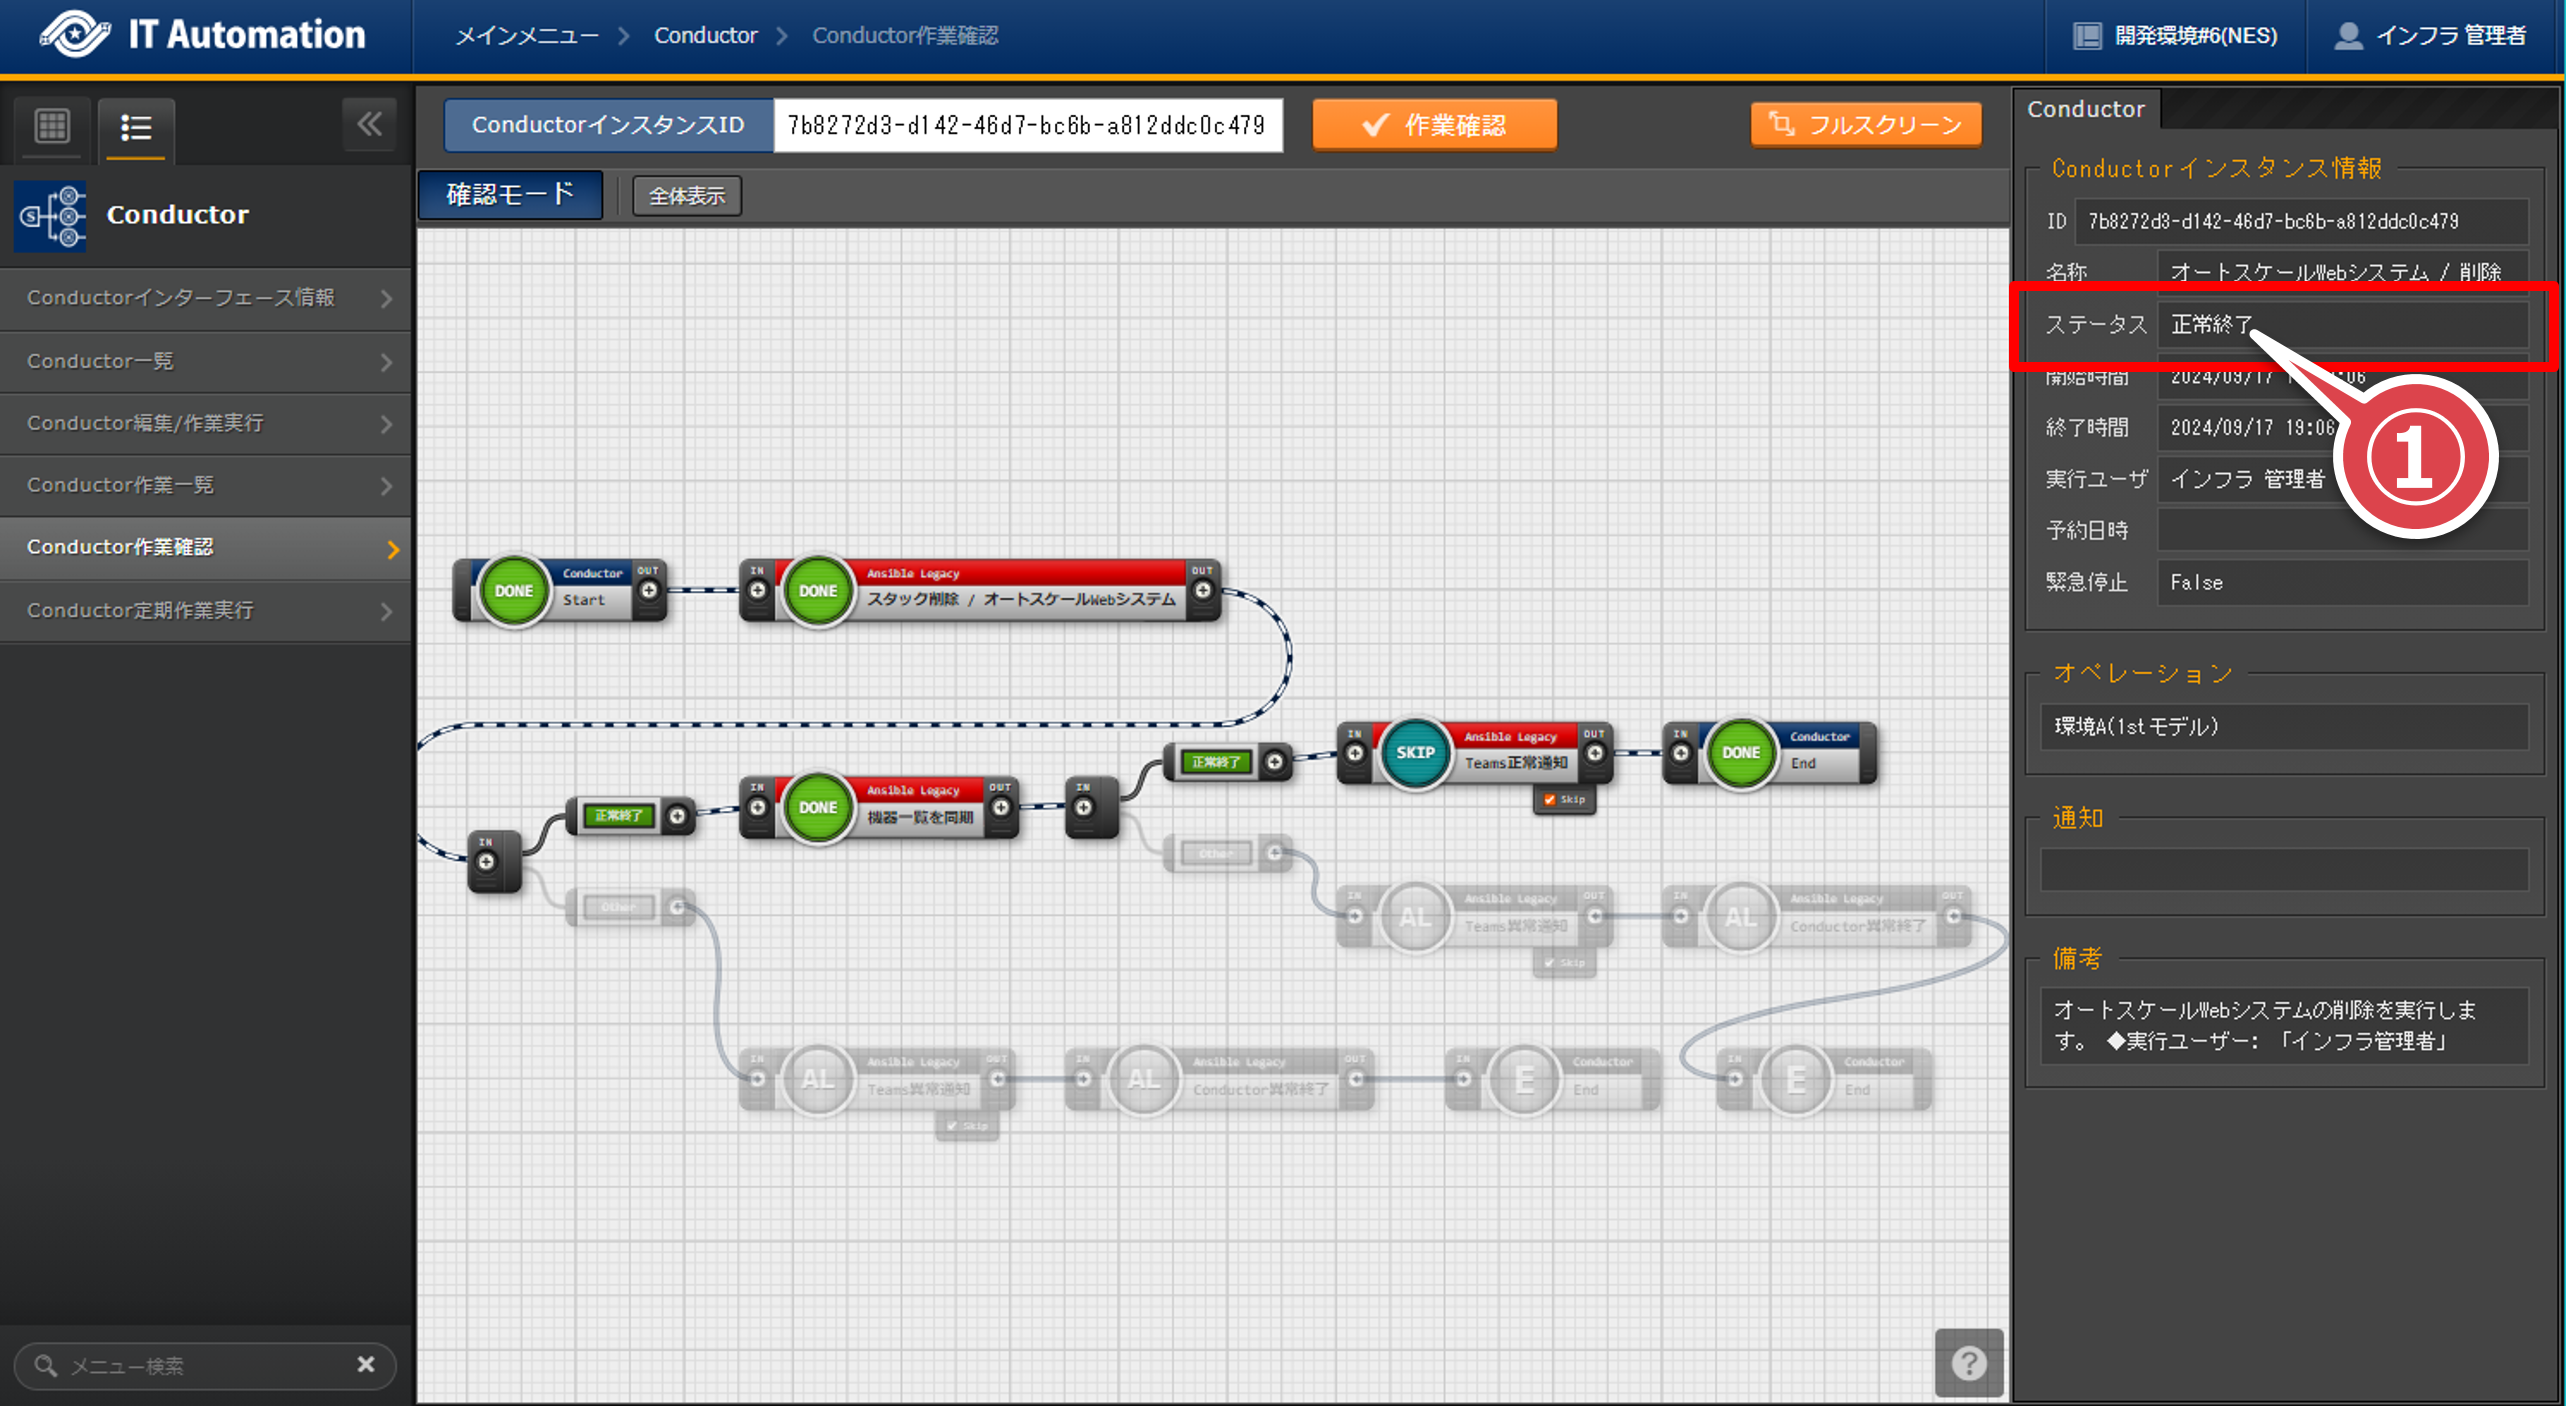 IT Automation
メインメニュー
Conductor
Conductor作業確認
開発環境#6(NES)
インフラ 管理者
Conductor
Conductorインターフェース情報
Conductor一覧
Conductor編集/作業実行
Conductor作業一覧
Conductor作業確認
Conductor定期作業実行
メニュー検索
ConductorインスタンスID
7b8272d3-d142-46d7-bc6b-a812ddc0c479
作業確認
フルスクリーン
確認モード
全体表示
DONE
Conductor
Start
OUT
IN
DONE
Ansible Legacy
スタック削除 / オートスケールWebシステム
OUT
IN
正常終了
Other
IN
DONE
Ansible Legacy
機器一覧を同期
OUT
IN
正常終了
Other
IN
SKIP
Ansible Legacy
Teams正常通知
OUT
Skip
IN
DONE
Conductor
End
IN
AL
Ansible Legacy
Teams異常通知
OUT
Skip
IN
AL
Ansible Legacy
Conductor異常終了
OUT
IN
AL
Ansible Legacy
Teams異常通知
OUT
Skip
IN
AL
Ansible Legacy
Conductor異常終了
OUT
IN
E
Conductor
End
IN
E
Conductor
End
Conductor
Conductorインスタンス情報
ID 7b8272d3-d142-46d7-bc6b-a812ddc0c479
名称 オートスケールWebシステム / 削除
ステータス 正常終了
開始時間 2024/09/17 1 :06
終了時間 2024/09/17 19:06
実行ユーザ インフラ 管理者
予約日時
緊急停止 False
1
オペレーション
環境A(1stモデル)
通知
備考
オートスケールWebシステムの削除を実行しま
す。 ◆実行ユーザー: 「インフラ管理者」